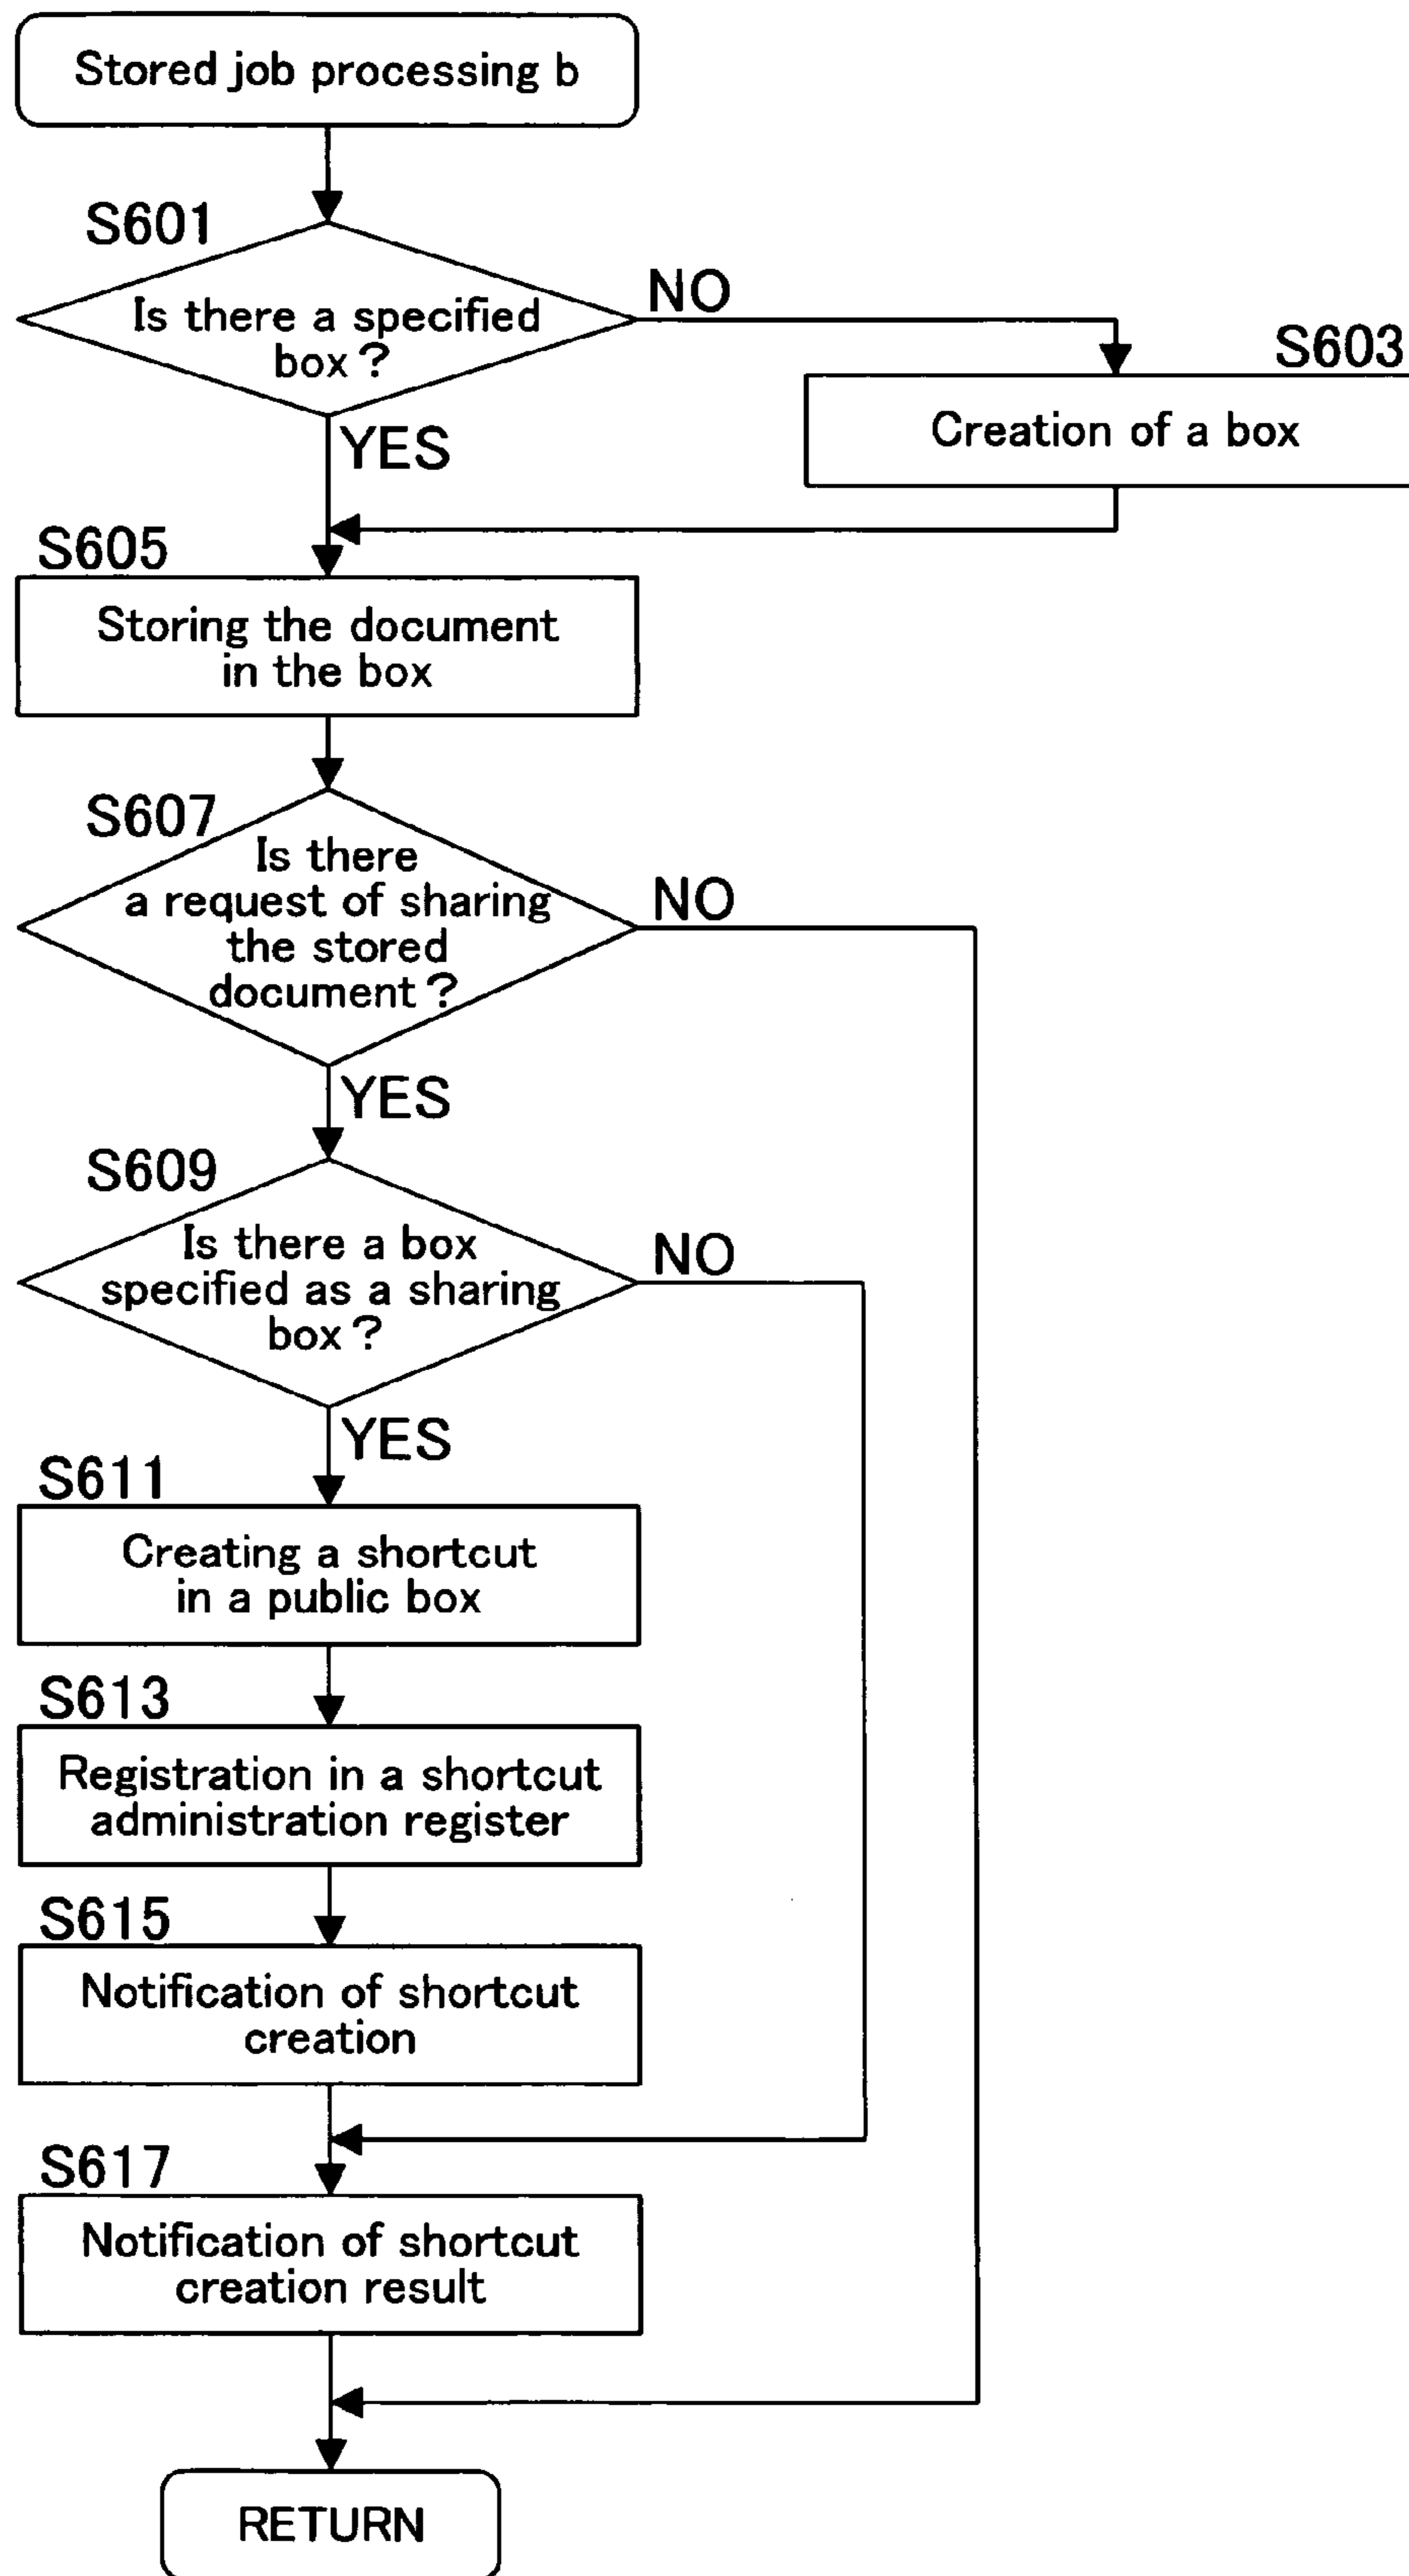 Stored job processing b
S601
Is there a specified
box?
NO
S603
Creation of a box
YES
S605
Storing the document
in the box
S607
Is there
a request of sharing
the stored
document?
NO
YES
S609
Is there a box
specified as a sharing
box?
NO
YES
S611
Creating a shortcut
in a public box
S613
Registration in a shortcut
administration register
S615
Notification of shortcut
creation
S617
Notification of shortcut
creation result
RETURN